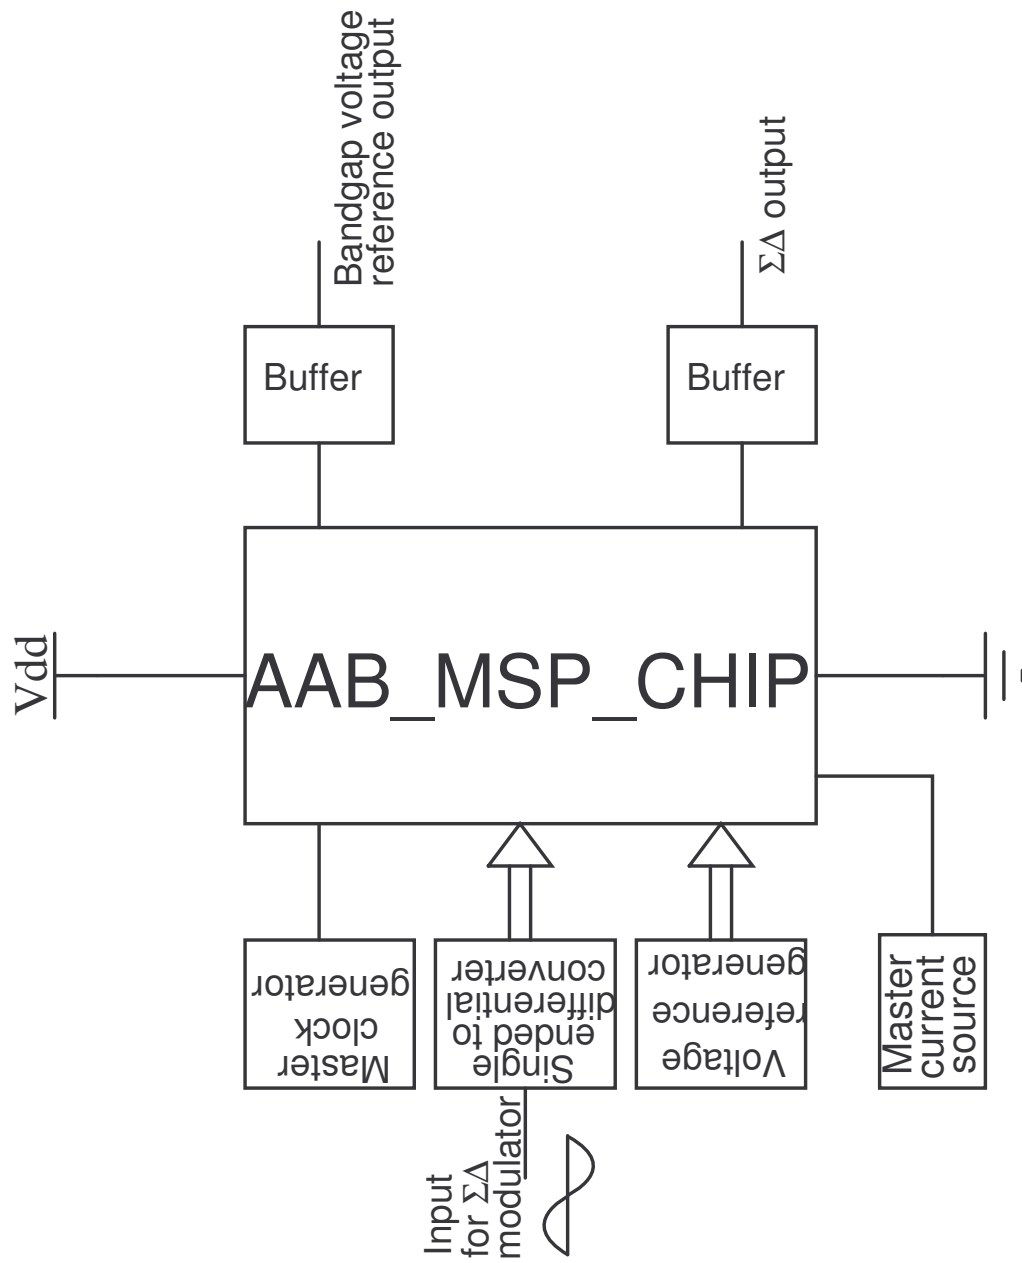 Vdd
Bandgap voltage
reference output
Buffer
ΣΔ output
Buffer
AAB_MSP_CHIP
Master
clock
generator
Single
ended to
differential
converter
Voltage
reference
generator
Master
current
source
Input
for ΣΔ
modulator